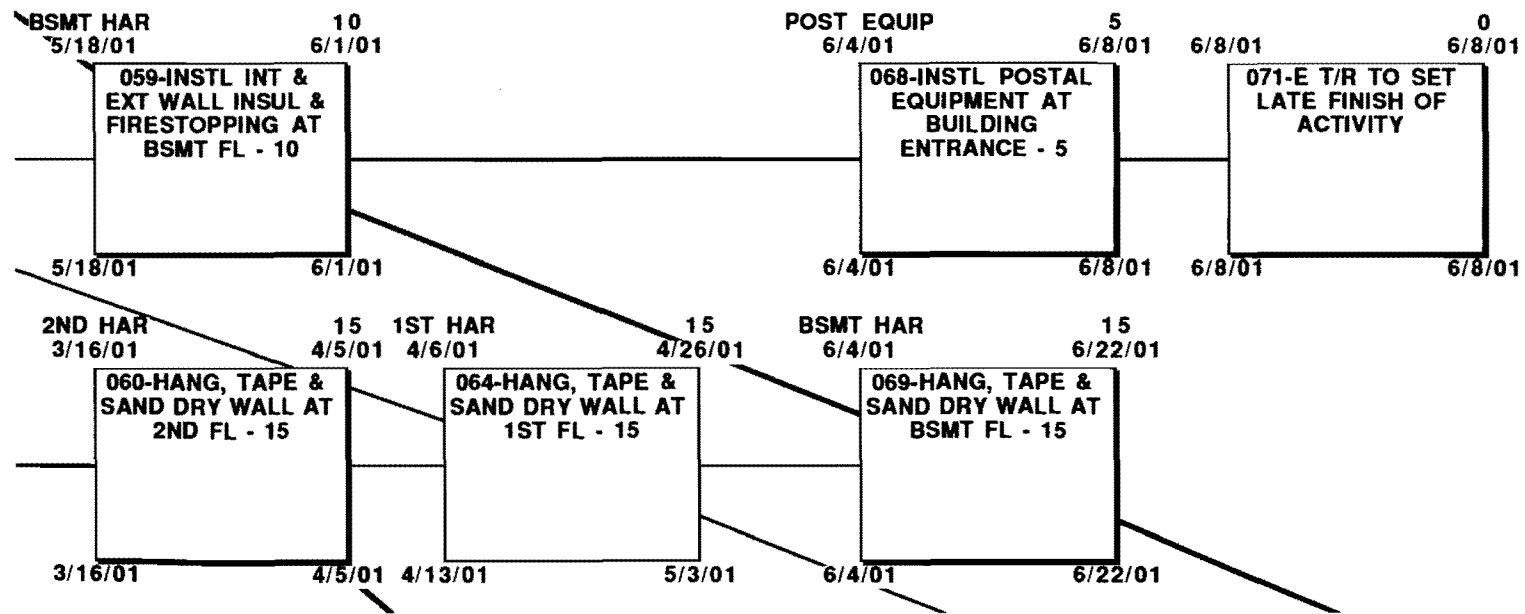 BSMT HAR 10
5/18/01 6/1/01
059-INSTL INT &
EXT WALL INSUL &
FIRESTOPPING AT
BSMT FL - 10
5/18/01 6/1/01
POST EQUIP 5
6/4/01 6/8/01
068-INSTL POSTAL
EQUIPMENT AT
BUILDING
ENTRANCE - 5
6/4/01 6/8/01
0
6/8/01 6/8/01
071-E T/R TO SET
LATE FINISH OF
ACTIVITY
6/8/01 6/8/01
2ND HAR 15
3/16/01 4/5/01
060-HANG, TAPE &
SAND DRY WALL AT
2ND FL - 15
3/16/01 4/5/01
1ST HAR 15
4/6/01 4/26/01
064-HANG, TAPE &
SAND DRY WALL AT
1ST FL - 15
4/13/01 5/3/01
BSMT HAR 15
6/4/01 6/22/01
069-HANG, TAPE &
SAND DRY WALL AT
BSMT FL - 15
6/4/01 6/22/01